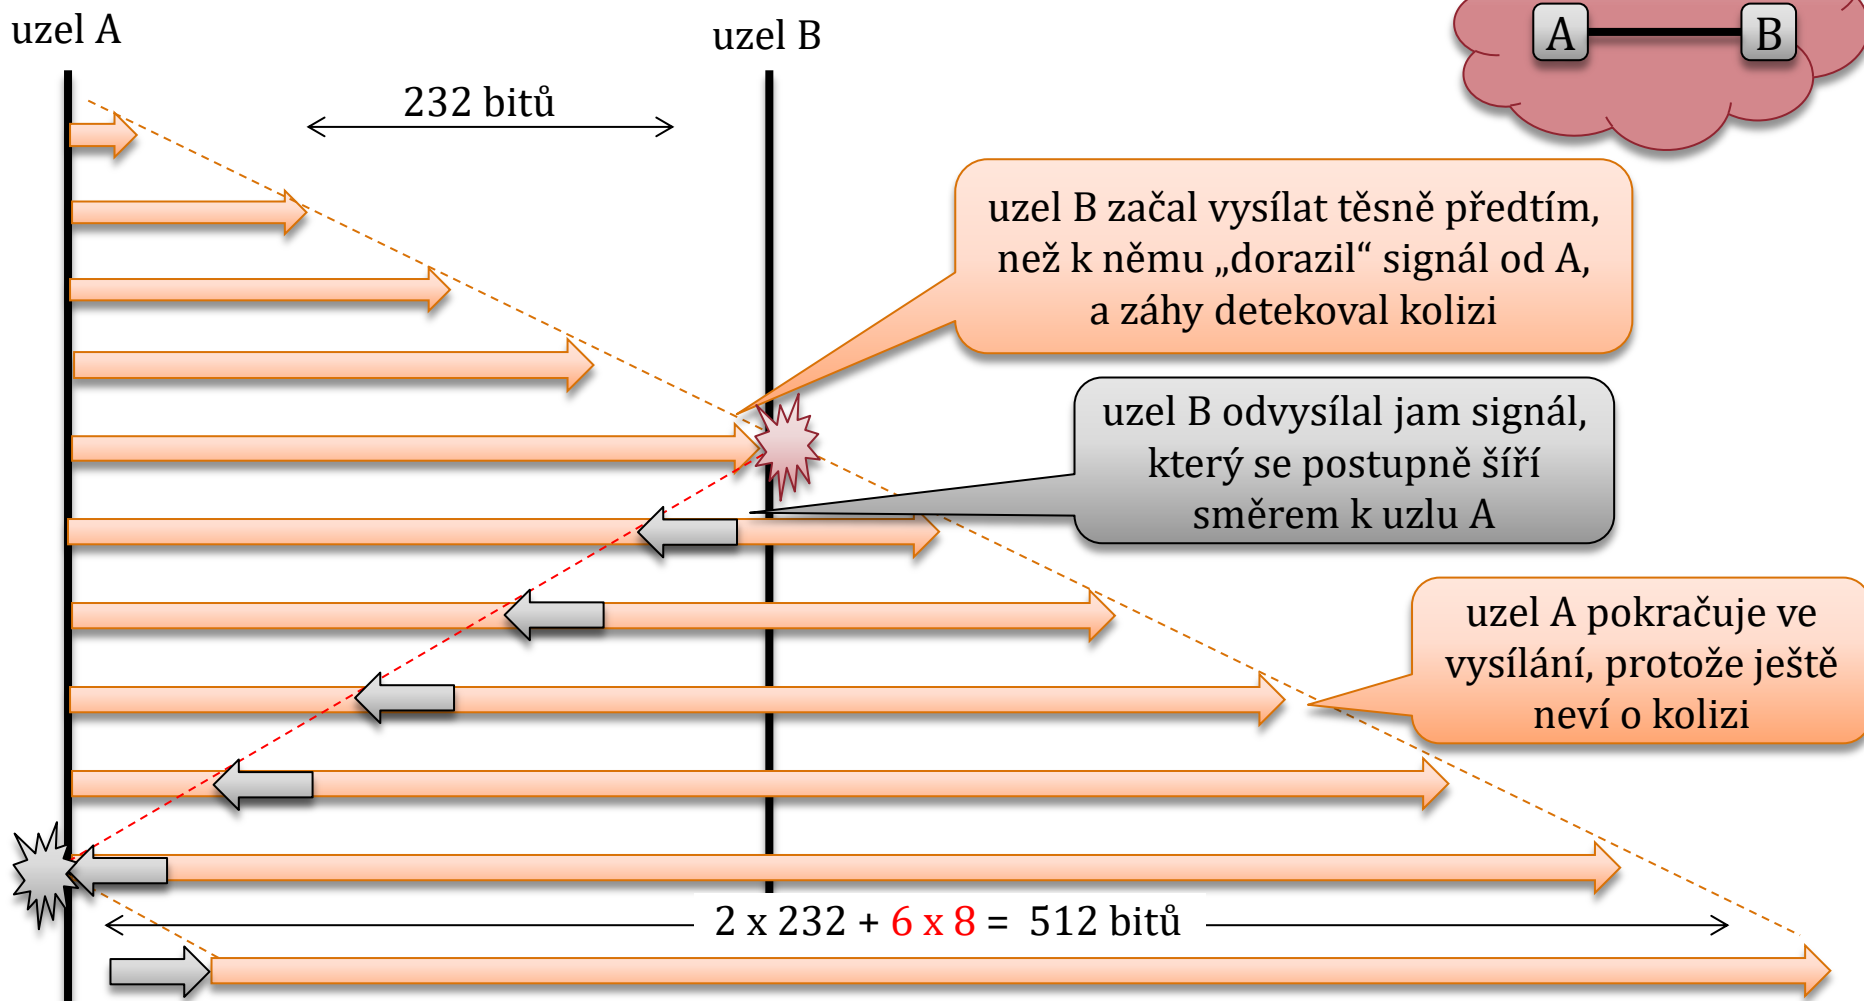 uzel A
uzel B
A
B
232 bitů
uzel B začal vysílat těsně předtím,
než k němu „dorazil“ signál od A,
a záhy detekoval kolizi
uzel B odvysílal jam signál,
který se postupně šíří
směrem k uzlu A
uzel A pokračuje ve
vysílání, protože ještě
neví o kolizi
2 x 232 + 6 x 8 = 512 bitů